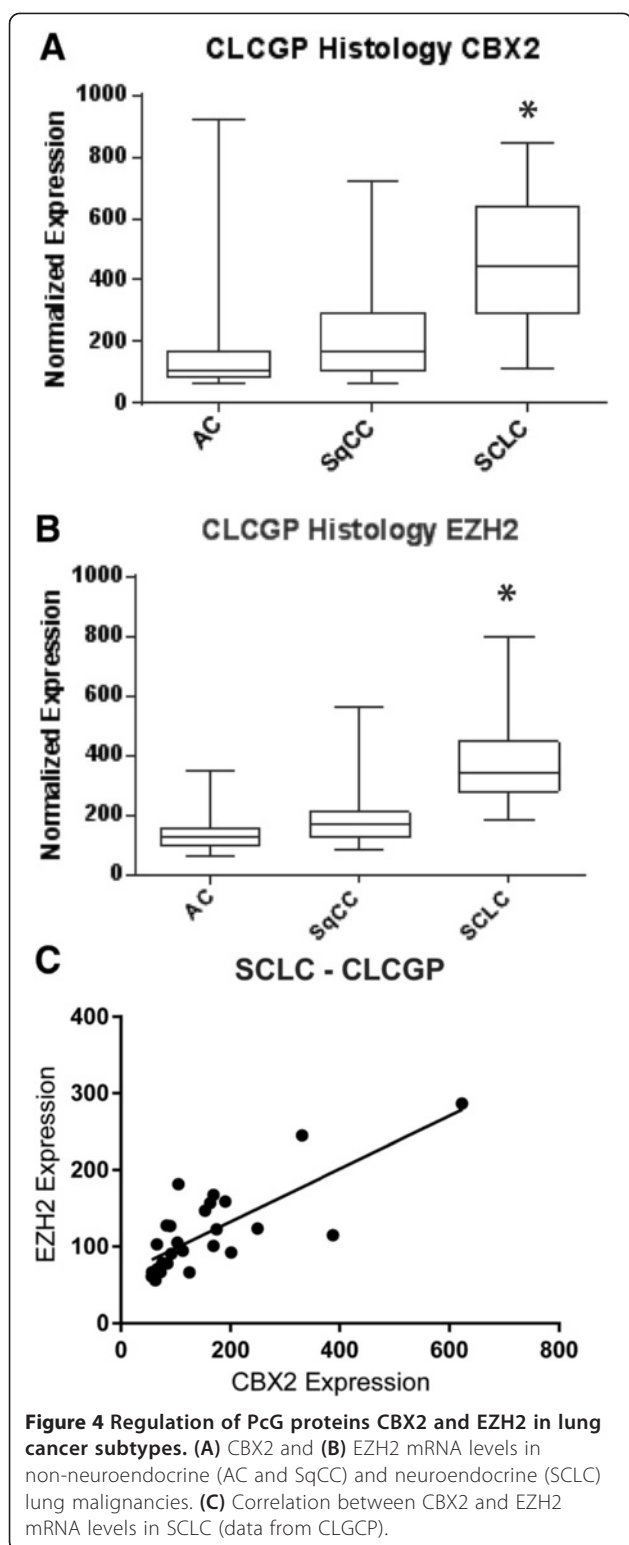 A
CLCGP Histology CBX2
1000
800
600
400
200
0
Normalized Expression
*
AC
SqCC
SCLC
B
CLCGP Histology EZH2
1000
800
600
400
200
0
Normalized Expression
*
AC
SqCC
SCLC
C
SCLC - CLCGP
400
300
200
100
0
EZH2 Expression
0 200 400 600 800
CBX2 Expression
Figure 4 Regulation of PcG proteins CBX2 and EZH2 in lung
cancer subtypes. (A) CBX2 and (B) EZH2 mRNA levels in
non-neuroendocrine (AC and SqCC) and neuroendocrine (SCLC)
lung malignancies. (C) Correlation between CBX2 and EZH2
mRNA levels in SCLC (data from CLGCP).